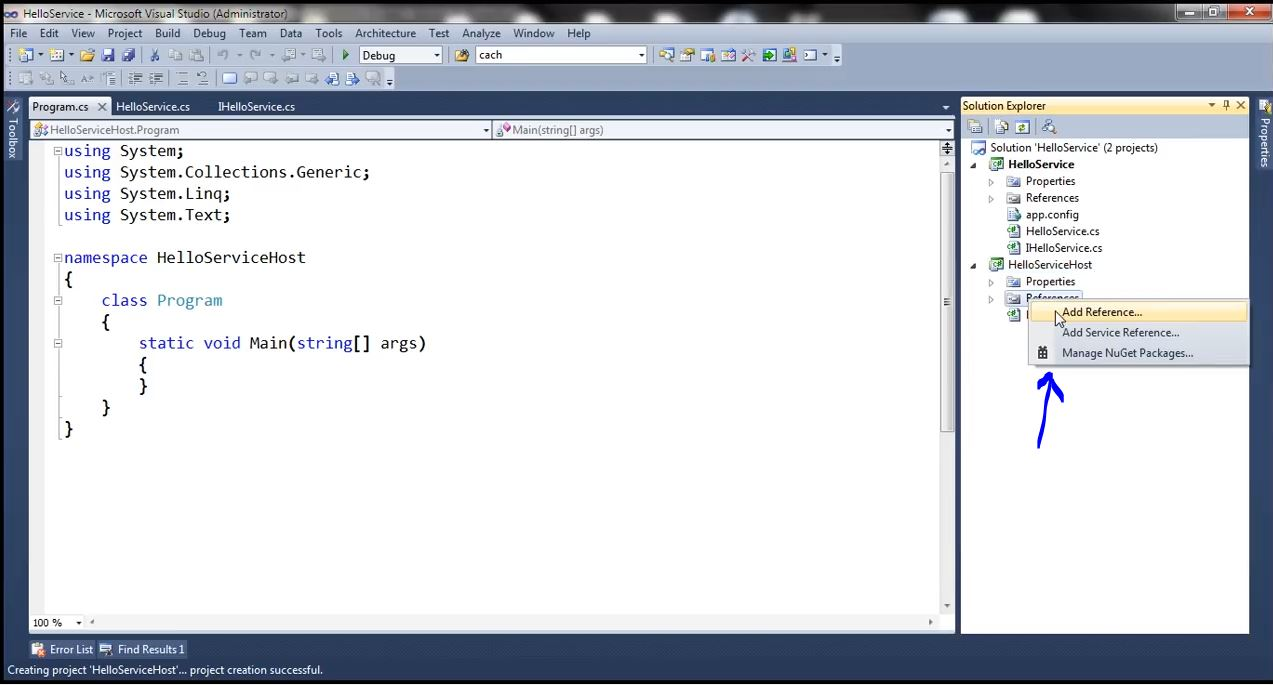 HelloService - Microsoft Visual Studio (Administrator)
File Edit View Project Build Debug Team Data Tools Architecture Test Analyze Window Help
Debug cach
Program.cs HelloService.cs IHelloService.cs
HelloServiceHost.Program Main(string[] args)
using System;
using System.Collections.Generic;
using System.Linq;
using System.Text;
namespace HelloServiceHost
{
class Program
{
static void Main(string[] args)
{
}
}
}
100 %
Error List Find Results 1
Creating project 'HelloServiceHost'... project creation successful.
Toolbox
Solution Explorer
Solution 'HelloService' (2 projects)
HelloService
Properties
References
app.config
HelloService.cs
IHelloService.cs
HelloServiceHost
Properties
References
Add Reference...
Add Service Reference...
Manage NuGet Packages...
Properties